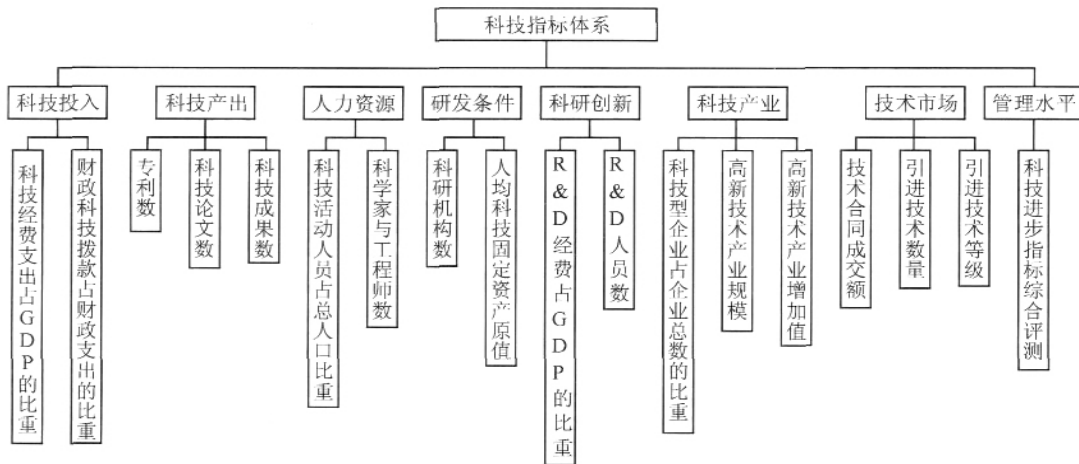 科技指标体系
科技投入
科技产出
人力资源
研发条件
科研创新
科技产业
技术市场
管理水平
科技经费支出占GDP的比重
财政科技拨款占财政支出的比重
专利数
科技论文数
科技成果数
科技活动人员占总人口比重
科学家与工程师数
科研机构数
人均科技固定资产原值
R&D经费占GDP的比重
R&D人员数
科技型企业占企业总数的比重
高新技术产业规模
高新技术产业增加值
技术合同成交额
引进技术数量
引进技术等级
科技进步指标综合评测